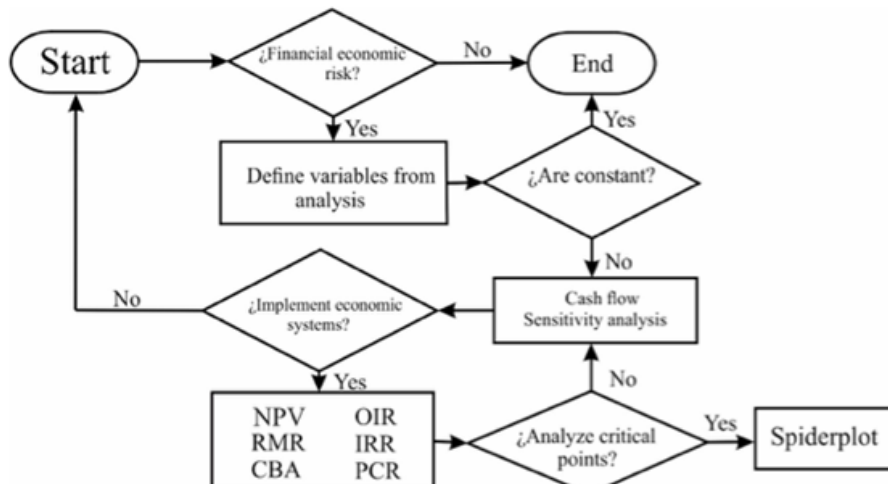 Start
¿Financial economic
risk?
No
End
Yes
Yes
Define variables from
analysis
¿Are constant?
No
Cash flow
Sensitivity analysis
¿Implement economic
systems?
No
Yes
No
NPV OIR
RMR IRR
CBA PCR
¿Analyze critical
points?
Yes
Spiderplot